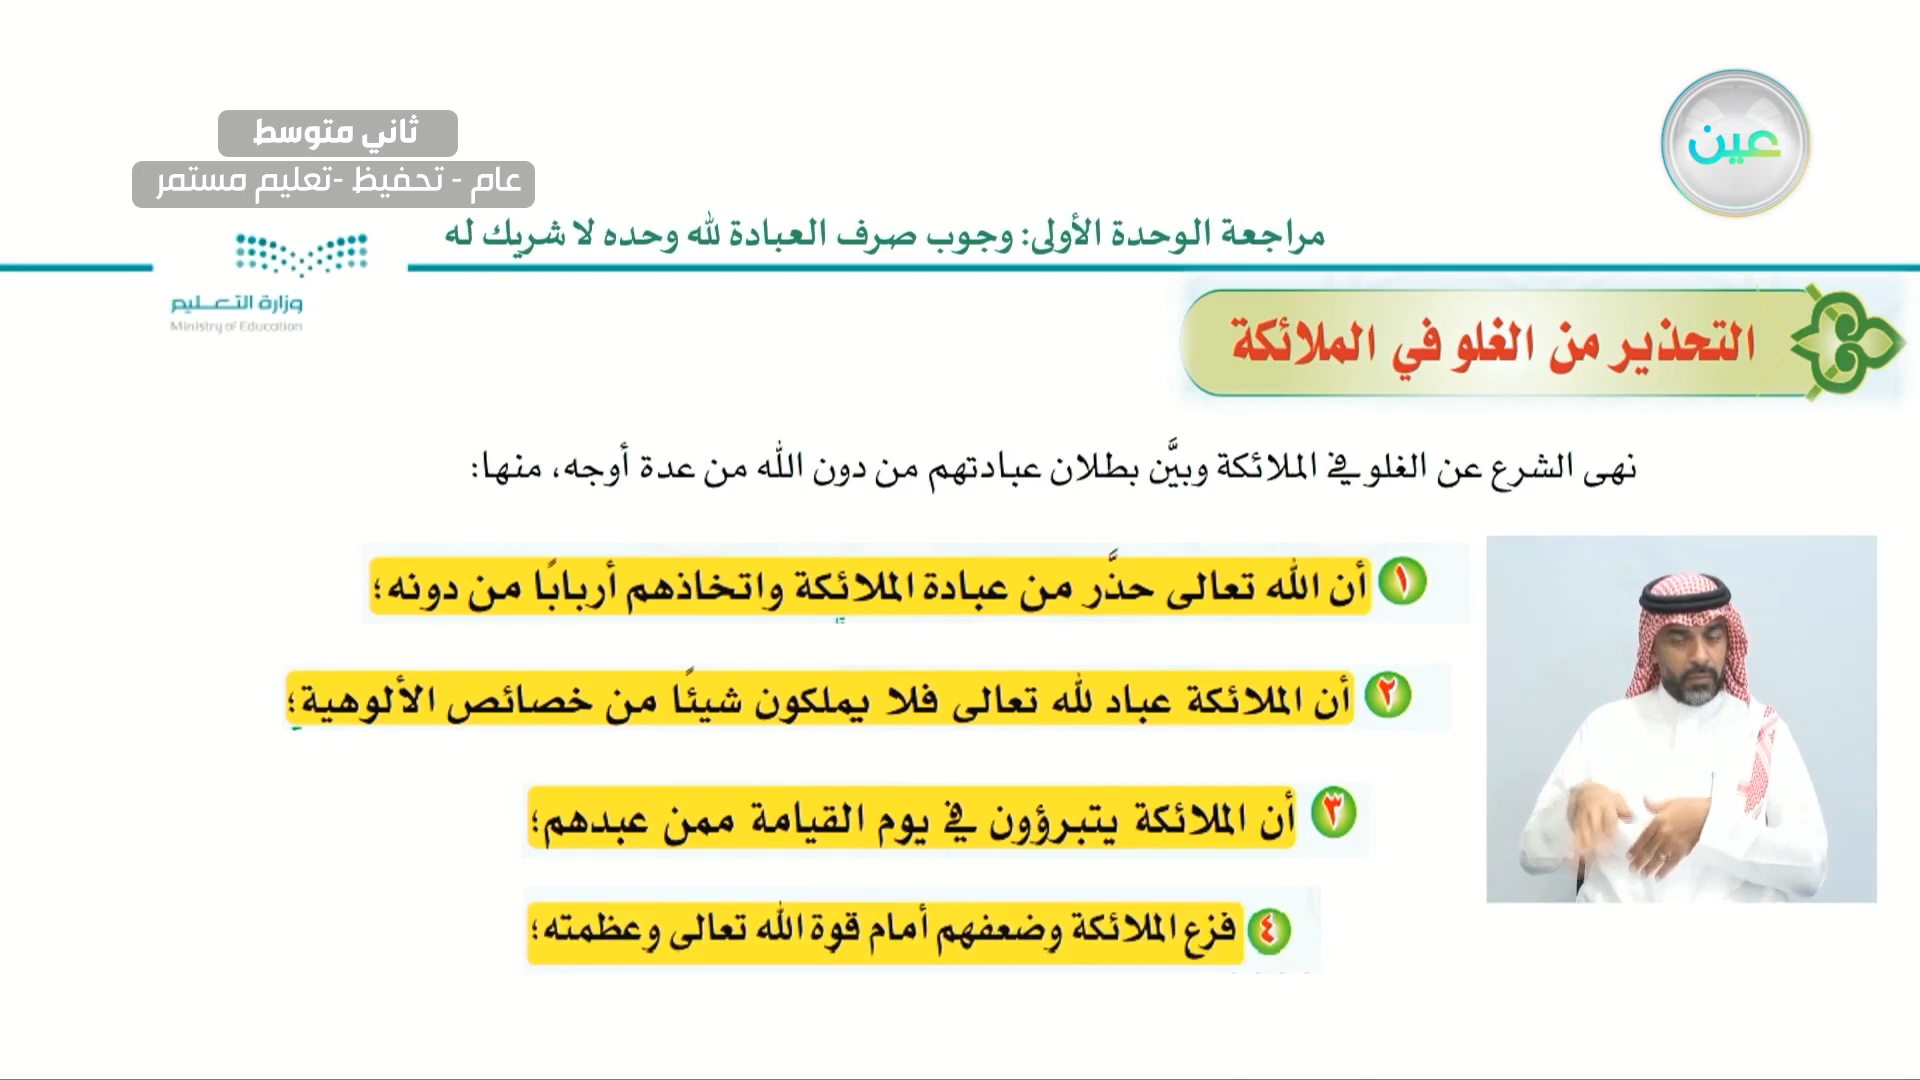 عين
ثاني متوسط
عام - تحفيظ -تعليم مستمر
مراجعة الوحدة الأولى: وجوب صرف العبادة لله وحده لا شريك له
وزارة التعليم
Ministry of Education
التحذير من الغلو في الملائكة
نهى الشرع عن الغلو في الملائكة وبيَّن بطلان عبادتهم من دون الله من عدة أوجه، منها:
١ أن الله تعالى حذَّر من عبادة الملائكة واتخاذهم أربابًا من دونه؛
٢ أن الملائكة عباد لله تعالى فلا يملكون شيئًا من خصائص الألوهية؛
٣ أن الملائكة يتبرؤون في يوم القيامة ممن عبدهم؛
٤ فزع الملائكة وضعفهم أمام قوة الله تعالى وعظمته؛